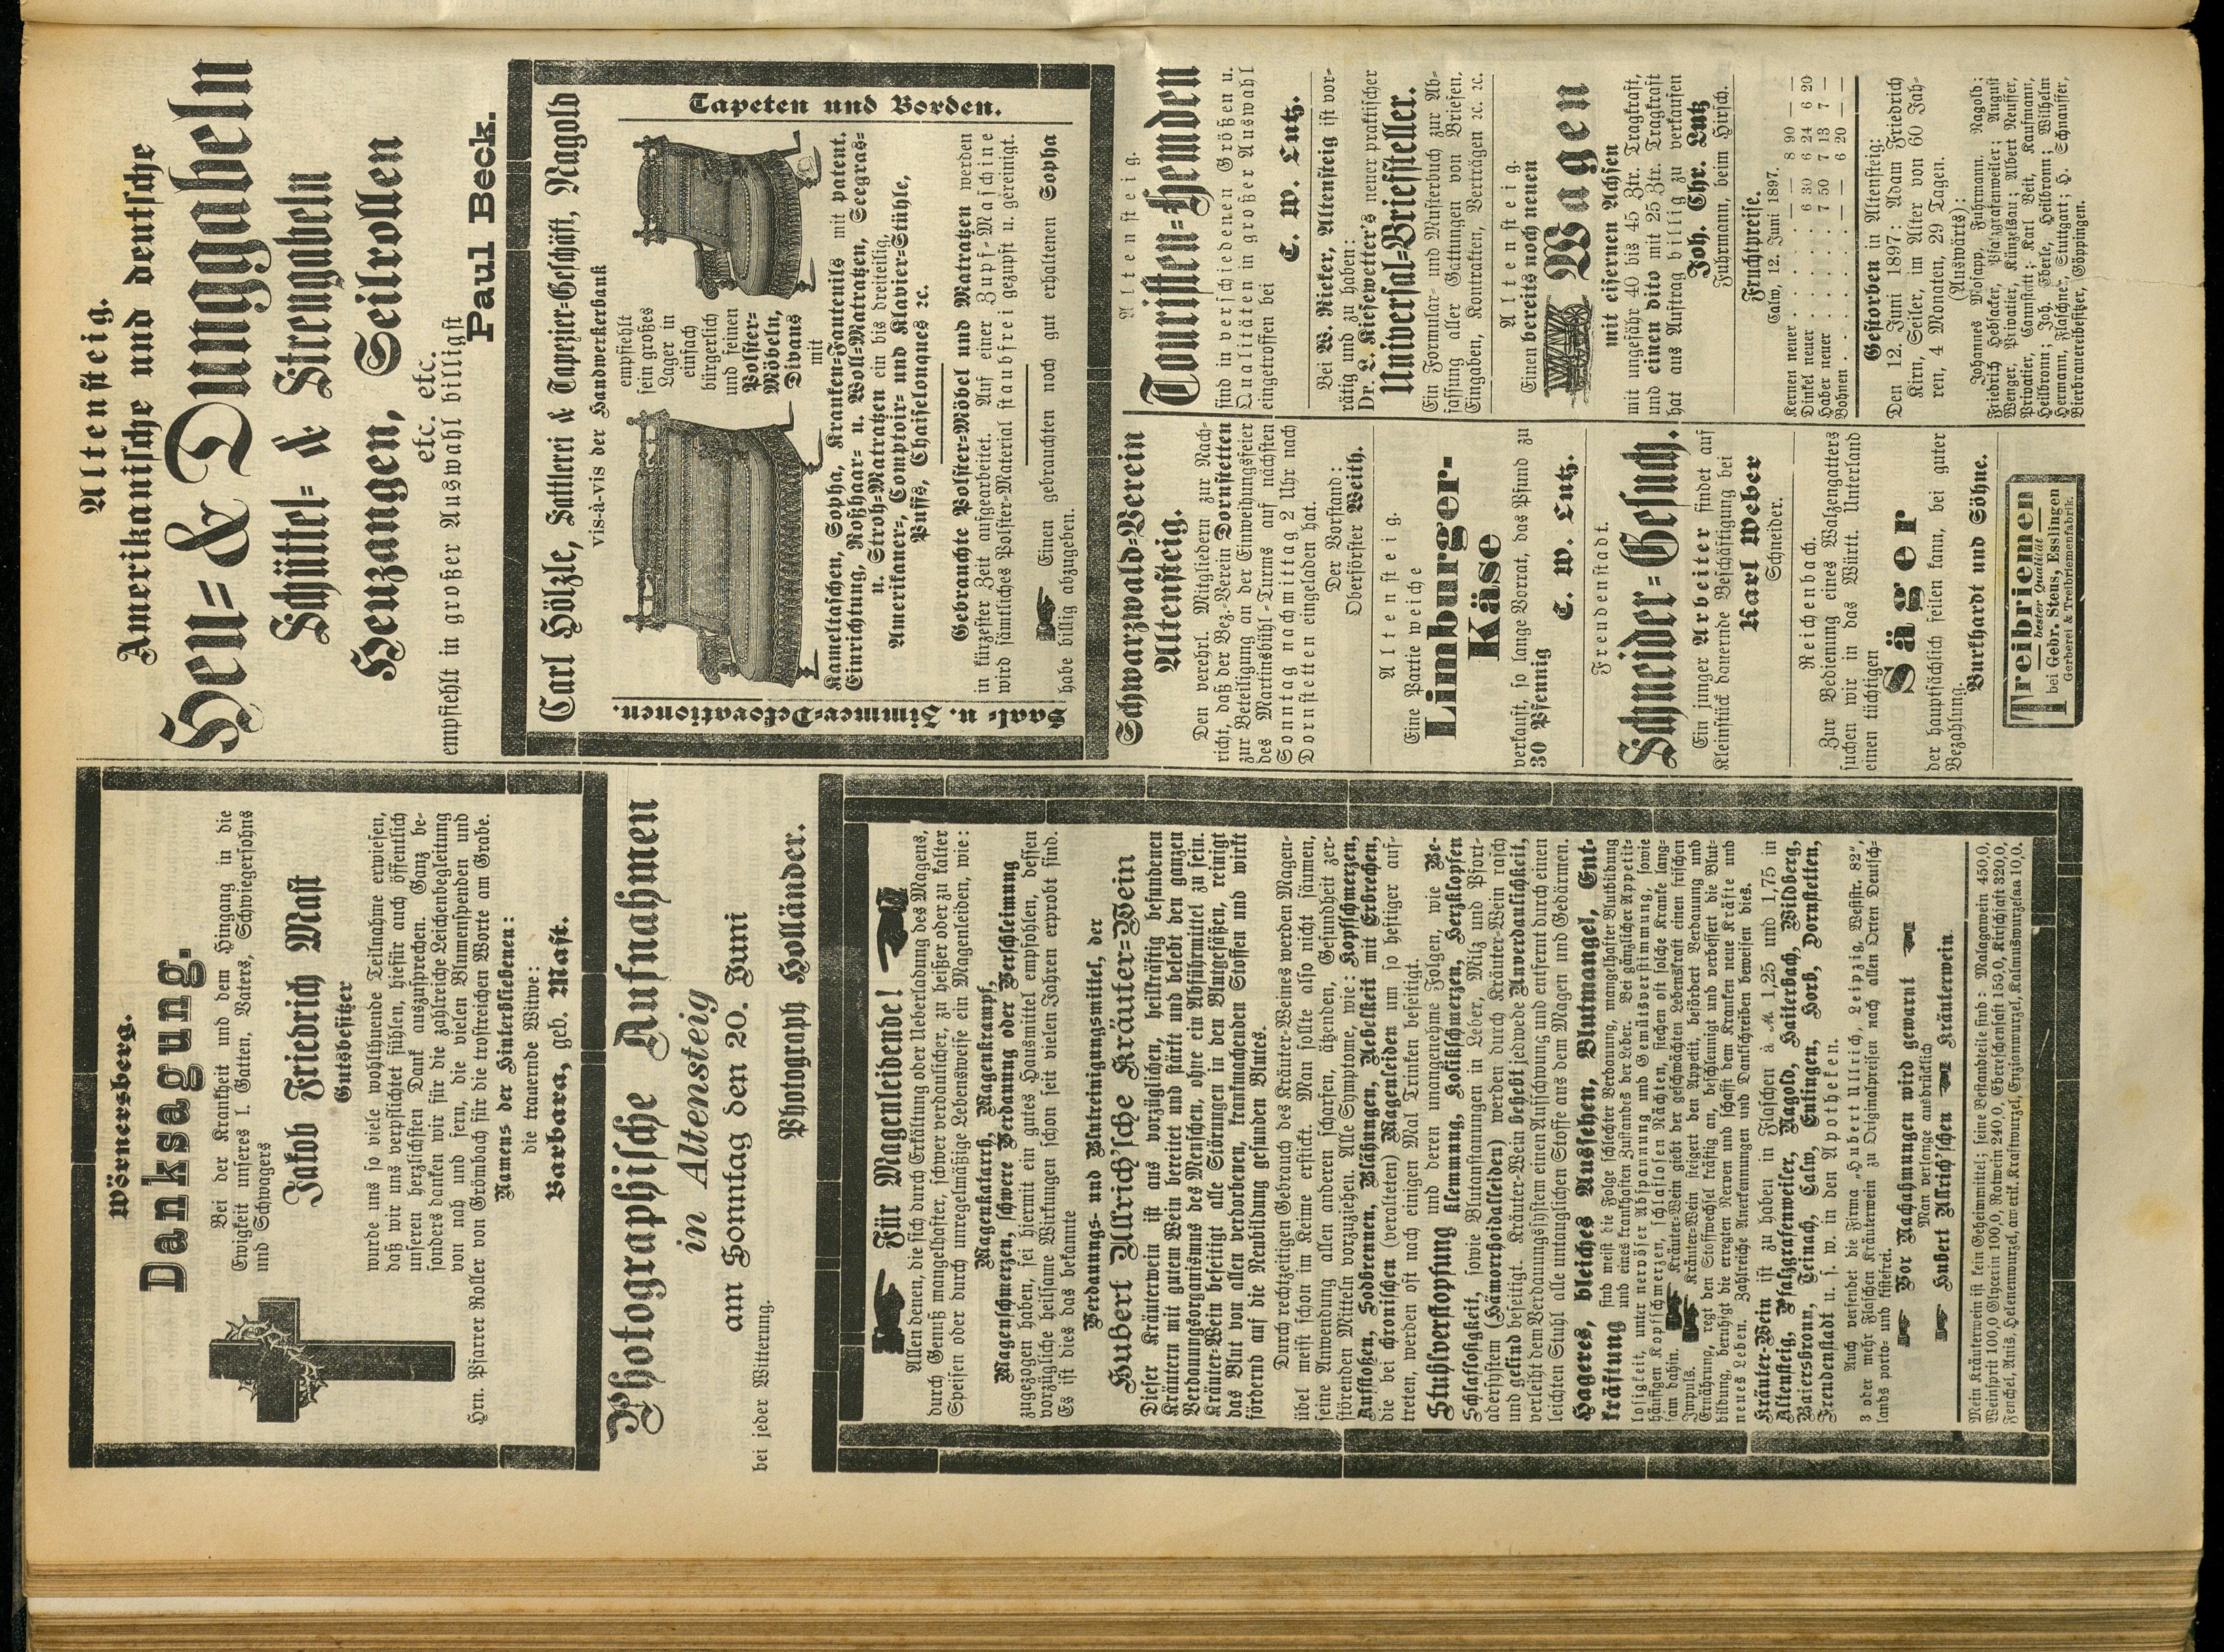 Wörnersberg.
Danksagung.
Bei der Krankheit und dem Hingang in die
Ewigkeit unseres l. Gatten, Vaters, Schwiegersohns
und Schwagers
Jakob Friedrich Mast
Gutsbesitzer
wurde uns so viele wohlthuende Teilnahme erwiesen,
daß wir uns verpflichtet fühlen, hiefür auch öffentlich
unseren herzlichsten Dank auszusprechen. Ganz be-
sonders danken wir für die zahlreiche Leichenbegleitung
von nah und fern, die vielen Blumenspenden und
Hrn. Pfarrer Roller von Grömbach für die trostreichen Worte am Grabe.
Namens der Hinterbliebenen:
die trauernde Witwe:
Barbara, geb. Mast.
Photographische Aufnahmen
in Altensteig
am Sonntag den 20. Juni
bei jeder Witterung.
Photograph Holländer.
Für Magenleidende!
Allen denen, die sich durch Erkältung oder Ueberladung des Magens,
durch Genuß mangelhafter, schwer verdaulicher, zu heißer oder zu kalter
Speisen oder durch unregelmäßige Lebensweise ein Magenleiden, wie:
Magenkatarrh, Magenkrampf,
Magenschmerzen, schwere Verdauung oder Verschleimung
zugezogen haben, sei hiermit ein gutes Hausmittel empfohlen, dessen
vorzügliche heilsame Wirkungen schon seit vielen Jahren erprobt sind.
Es ist dies das bekannte
Verdauungs- und Blutreinigungsmittel, der
Hubert Ullrich'sche Kräuter-Wein
Dieser Kräuterwein ist aus vorzüglichen, heilkräftig befundenen
Kräutern mit gutem Wein bereitet und stärkt und belebt den ganzen
Verdauungsorganismus des Menschen, ohne ein Abführmittel zu sein.
Kräuter-Wein beseitigt alle Störungen in den Blutgefäßen, reinigt
das Blut von allen verdorbenen, krankmachenden Stoffen und wirkt
fördernd auf die Neubildung gesunden Blutes.
Durch rechtzeitigen Gebrauch des Kräuter-Weines werden Magen-
übel meist schon im Keime erstickt. Man sollte also nicht säumen,
seine Anwendung allen anderen scharfen, ätzenden, Gesundheit zer-
störenden Mitteln vorzuziehen. Alle Symptome, wie: Kopfschmerzen,
Aufstoßen, Sodbrennen, Blähungen, Uebelkeit mit Erbrechen,
die bei chronischen (veralteten) Magenleiden um so heftiger auf-
treten, werden oft nach einigen Mal Trinken beseitigt.
Stuhlverstopfung und deren unangenehme Folgen, wie Be-
klemmung, Kolikschmerzen, Herzklopfen
Schlaflosigkeit, sowie Blutanstauungen in Leber, Milz und Pfort-
adersystem (Hämorrhoidalleiden) werden durch Kräuter-Wein rasch
und gelind beseitigt. Kräuter-Wein behebt jedwede Unverdaulichkeit,
verleiht dem Verdauungssystem einen Aufschwung und entfernt durch einen
leichten Stuhl alle untauglichen Stoffe aus dem Magen und Gedärmen.
Hageres, bleiches Aussehen, Blutmangel, Ent-
kräftung sind meist die Folge schlechter Verdauung, mangelhafter Blutbildung
und eines krankhaften Zustandes der Leber. Bei gänzlicher Appetit-
losigkeit, unter nervöser Abspannung und Gemütsverstimmung, sowie
häufigen Kopfschmerzen, schlaflosen Nächten, siechen oft solche Kranke lang-
sam dahin. Kräuter-Wein giebt der geschwächten Lebenskraft einen frischen
Impuls. Kräuter-Wein steigert den Appetit, befördert Verdauung und
Ernährung, regt den Stoffwechsel kräftig an, beschleunigt und verbessert die Blut-
bildung, beruhigt die erregten Nerven und schafft dem Kranken neue Kräfte und
neues Leben. Zahlreiche Anerkennungen und Dankschreiben beweisen dies.
Kräuter-Wein ist zu haben in Flaschen à M 1,25 und 1,75 in
Altensteig, Pfalzgrafenweiler, Nagold, Haiterbach, Wildberg,
Baiersbronn, Teinach, Calw, Eutingen, Horb, Dornstetten,
Freudenstadt u. s. w. in den Apotheken.
Auch versendet die Firma „Hubert Ullrich, Leipzig, Weststr. 82“,
3 oder mehr Flaschen Kräuterwein zu Originalpreisen nach allen Orten Deutsch-
lands porto- und kistefrei.
Vor Nachahmungen wird gewarnt
Man verlange ausdrücklich
Hubert Ullrich'schen Kräuterwein.
Mein Kräuterwein ist kein Geheimmittel; seine Bestandteile sind: Malagawein 450,0,
Weinsprit 100,0, Glycerin 100,0, Rotwein 240,0, Ebereschensaft 150,0, Kirschsaft 320,0,
Fenchel, Anis, Helenenwurzel, amerik. Kraftwurzel, Enzianwurzel, Kalmuswurzel aa 10,0.
Altensteig.
Amerikanische und deutsche
Heu- & Dunggabeln
Schüttel- & Strengabeln
Heuzangen, Seilrollen
etc. etc.
empfiehlt in großer Auswahl billigst
Paul Beck.
Carl Hölzle, Sattlerei & Tapezier-Geschäft, Nagold
vis-à-vis der Handwerkerbank
Saal- u. Zimmer-Dekorationen.
Tapeten und Borden.
empfiehlt
sein großes
Lager in
einfach
bürgerlich
und feinen
Polster-
Möbeln,
Divans
mit
Kameltaschen, Sopha, Kranken-Fauteuils mit patent.
Einrichtung, Roßhaar- u. Woll-Matratzen, Seegras-
u. Stroh-Matratzen ein bis dreiteilig,
Amerikaner-, Comptoir- und Klavier-Stühle,
Puffs, Chaiselonques ꝛc.
Gebrauchte Polster-Möbel und Matratzen werden
in kürzester Zeit aufgearbeitet. Auf einer Zupf-Maschine
wird sämtliches Polster-Material staubfrei gezupft u. gereinigt.
Einen gebrauchten noch gut erhaltenen Sopha
habe billig abzugeben.
Schwarzwald-Verein
Altensteig.
Den verehrl. Mitgliedern zur Nach-
richt, daß der Bez.-Verein Dornstetten
zur Beteiligung an der Einweihungsfeier
des Martinsbühl-Turms auf nächsten
Sonntag nachmittag 2 Uhr nach
Dornstetten eingeladen hat.
Der Vorstand:
Oberförster Weith.
Altensteig.
Eine Partie weiche
Limburger-
Käse
verkauft, so lange Vorrat, das Pfund zu
30 Pfennig
C. W. Lutz.
Freudenstadt.
Schneider-Gesuch.
Ein junger Arbeiter findet auf
Kleinstück dauernde Beschäftigung bei
Karl Weber
Schneider.
Reichenbach.
Zur Bedienung eines Walzengatters
suchen wir in das Württ. Unterland
einen tüchtigen
Säger
der hauptsächlich feilen kann, bei guter
Bezahlung.
Burkhardt und Söhne.
Treibriemen
bester Qualität
bei Gebr. Steus, Esslingen
Gerberei & Treibriemenfabrik.
Altensteig.
Touristen-Hemden
sind in verschiedenen Größen u.
Qualitäten in großer Auswahl
eingetroffen bei
C. W. Lutz.
Bei W. Rieker, Altensteig ist vor-
rätig und zu haben:
Dr. L. Kiesewetter's neuer praktischer
Universal-Briefsteller.
Ein Formular- und Musterbuch zur Ab-
fassung aller Gattungen von Briefen,
Eingaben, Kontrakten, Verträgen ꝛc. ꝛc.
Altensteig.
Einen bereits noch neuen
Wagen
mit eisernen Achsen
mit ungefähr 40 bis 45 Ztr. Tragkraft,
und einen dito mit 25 Ztr. Tragkraft
hat aus Auftrag billig zu verkaufen
Joh. Chr. Lutz
Fuhrmann, beim Hirsch.
Fruchtpreise.
Calw, 12. Juni 1897.
Kernen neuer . . . — — 8 90 — —
Dinkel neuer . . . . 6 30 6 24 6 20
Haber neuer . . . . 7 50 7 13 7 —
Bohnen . . . . . . — — 6 20 — —
Gestorben in Altensteig:
Den 12. Juni 1897: Adam Friedrich
Kirn, Seiler, im Alter von 60 Jah-
ren, 4 Monaten, 29 Tagen.
(Auswärts):
Johannes Wolapp, Fuhrmann. Nagold;
Friedrich Hebsacker, Pfalzgrafenweiler; August
Wenger, Privatier, Künzelsau; Albert Neuffer,
Privatier, Cannstatt; Karl Veit, Kaufmann,
Heilbronn; Joh. Eberle, Heilbronn; Wilhelm
Hermann, Flaschner, Stuttgart; H. Schnauffer,
Bierbrauereibesitzer, Göppingen.